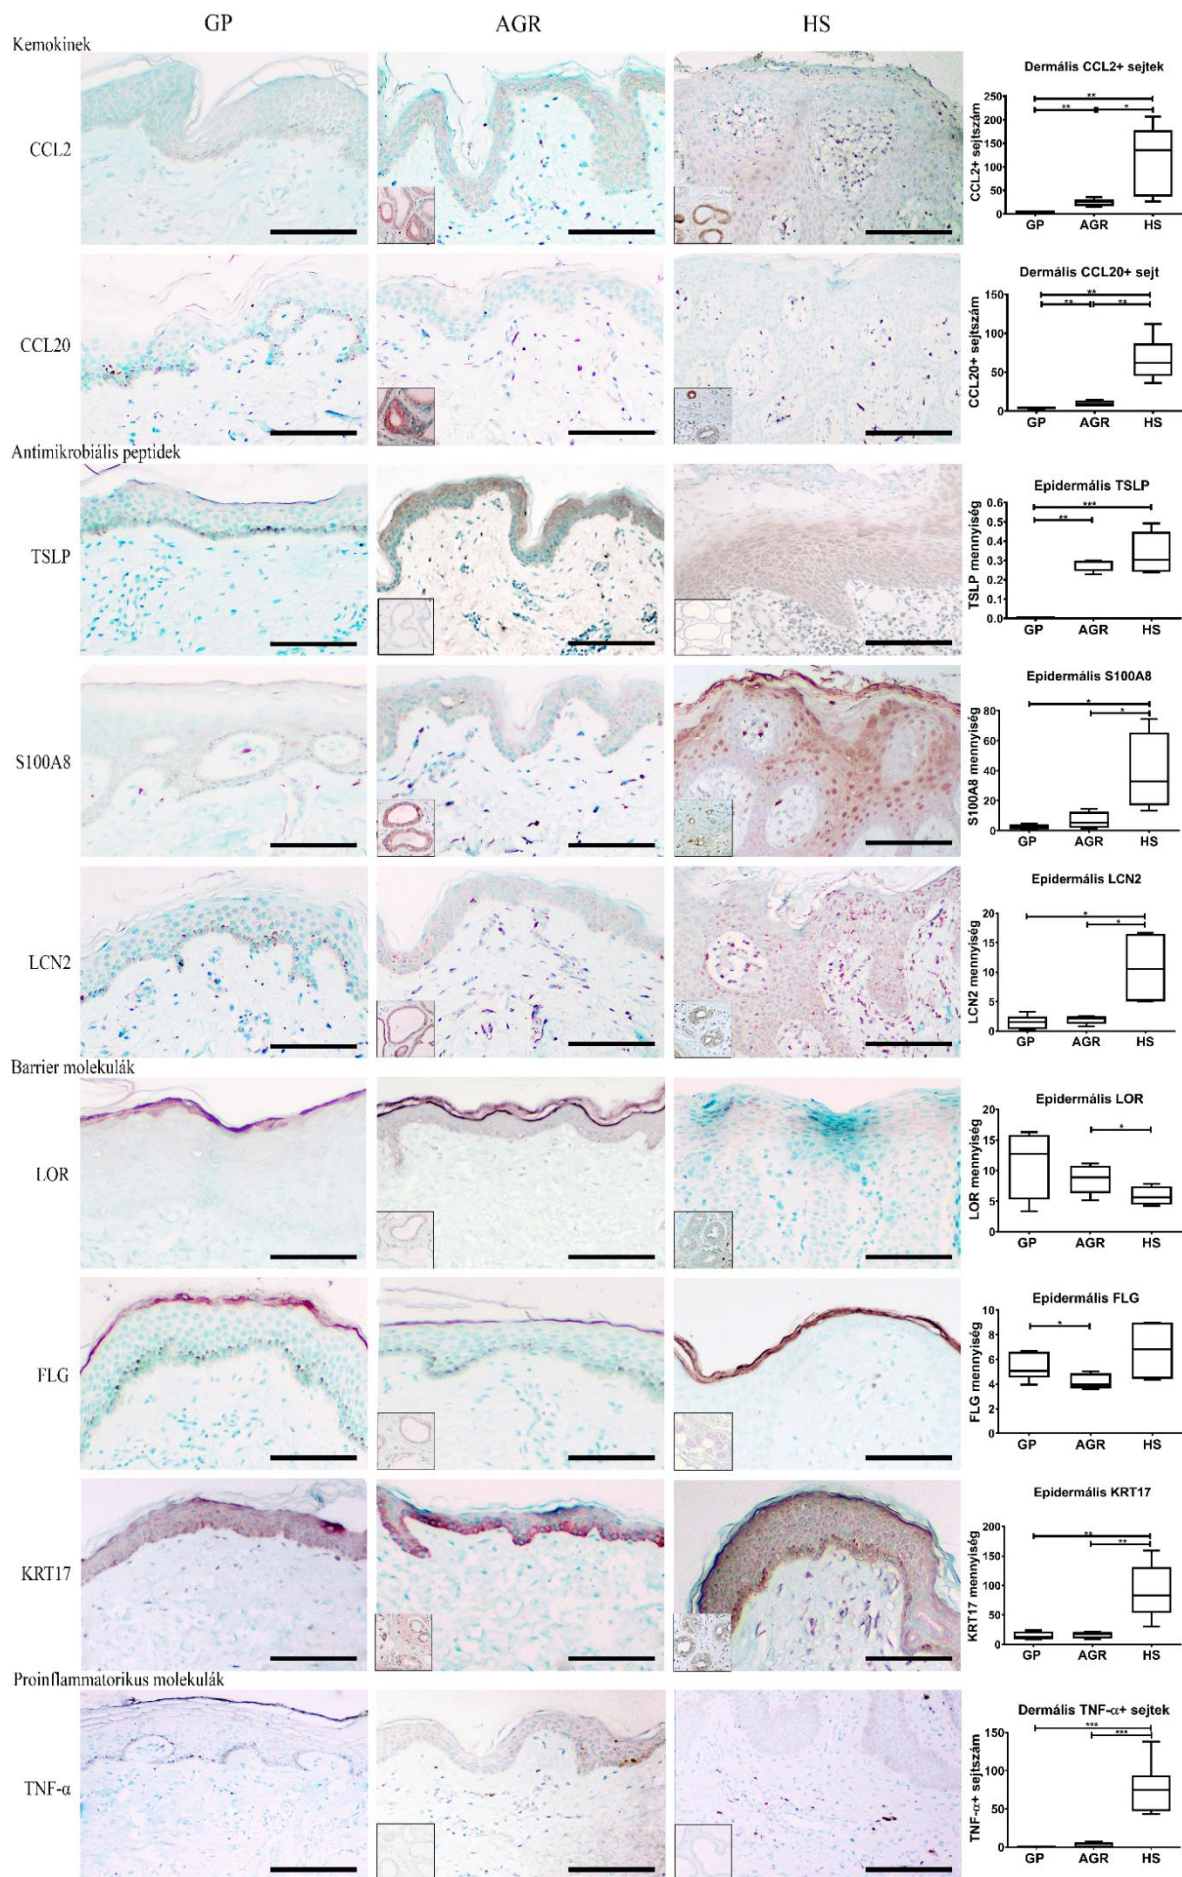 GP AGR HS
Kemokinek
CCL2
Dermális CCL2+ sejtek
CCL2+ sejtszám
250
200
150
100
50
0
** ** *
GP AGR HS
CCL20
Dermális CCL20+ sejt
CCL20+ sejtszám
150
100
50
0
** ** **
GP AGR HS
Antimikrobiális peptidek
TSLP
Epidermális TSLP
TSLP mennyiség
0.6
0.5
0.4
0.3
0.2
0.1
0.0
*** **
GP AGR HS
S100A8
Epidermális S100A8
S100A8 mennyiség
80
60
40
20
0
* *
GP AGR HS
LCN2
Epidermális LCN2
LCN2 mennyiség
20
15
10
5
0
* *
GP AGR HS
Barrier molekulák
LOR
Epidermális LOR
LOR mennyiség
20
15
10
5
0
*
GP AGR HS
FLG
Epidermális FLG
FLG mennyiség
10
8
6
4
2
0
*
GP AGR HS
KRT17
Epidermális KRT17
KRT17 mennyiség
200
150
100
50
0
** **
GP AGR HS
Proinflammatorikus molekulák
TNF-α
Dermális TNF-α+ sejtek
TNF-α+ sejtszám
150
100
50
0
*** ***
GP AGR HS